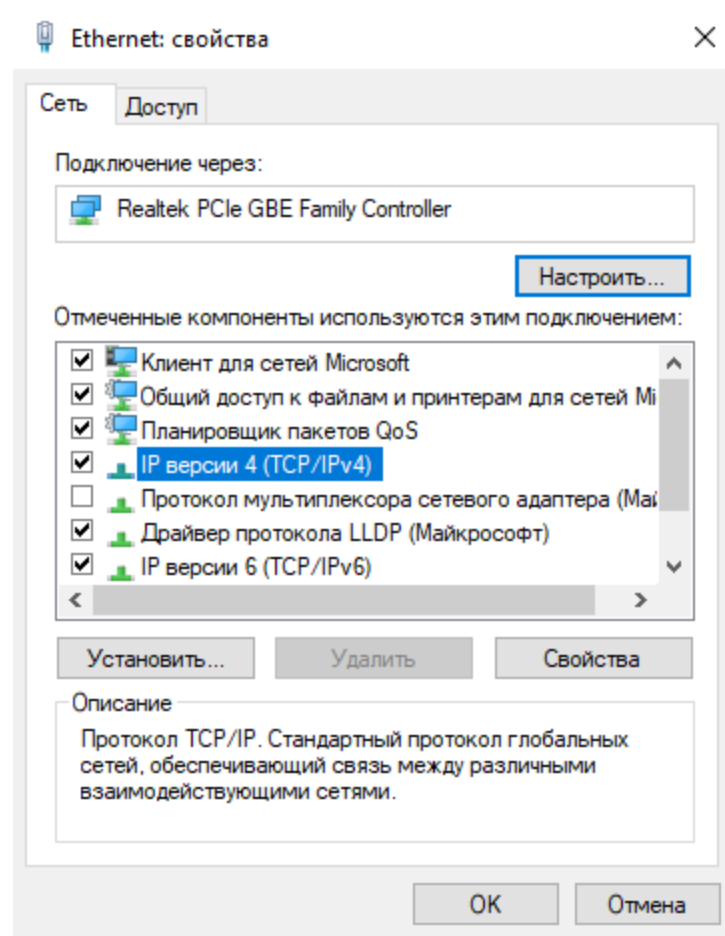 Ethernet: свойства
Сеть
Доступ
Подключение через:
Realtek PCIe GBE Family Controller
Настроить...
Отмеченные компоненты используются этим подключением:
Клиент для сетей Microsoft
Общий доступ к файлам и принтерам для сетей Mi
Планировщик пакетов QoS
IP версии 4 (TCP/IPv4)
Протокол мультиплексора сетевого адаптера (Май
Драйвер протокола LLDP (Майкрософт)
IP версии 6 (TCP/IPv6)
Установить...
Удалить
Свойства
Описание
Протокол TCP/IP. Стандартный протокол глобальных
сетей, обеспечивающий связь между различными
взаимодействующими сетями.
OK
Отмена